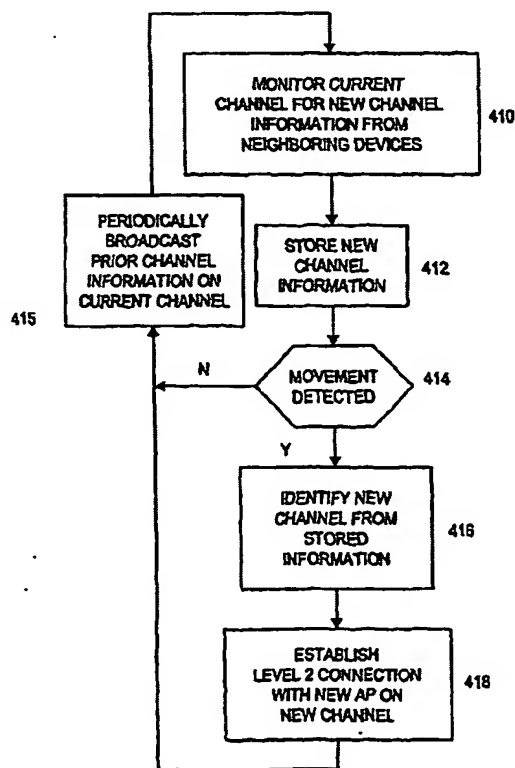 MONITOR CURRENT
CHANNEL FOR NEW CHANNEL
INFORMATION FROM
NEIGHBORING DEVICES
410
PERIODICALLY
BROADCAST
PRIOR CHANNEL
INFORMATION ON
CURRENT CHANNEL
415
STORE NEW
CHANNEL
INFORMATION
412
MOVEMENT
DETECTED
414
N
Y
IDENTIFY NEW
CHANNEL FROM
STORED
INFORMATION
416
ESTABLISH
LEVEL 2 CONNECTION
WITH NEW AP ON
NEW CHANNEL
418